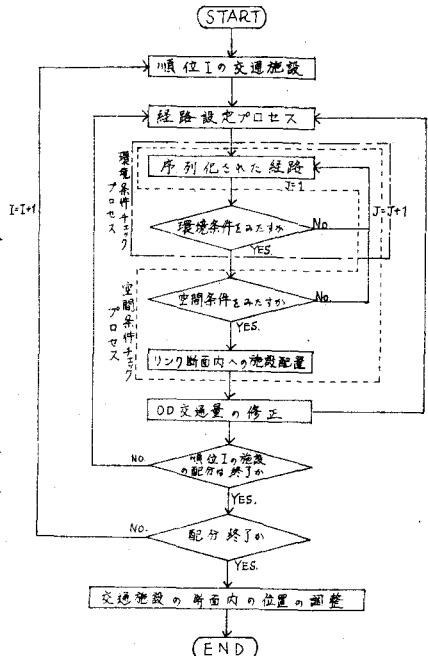 START
順位Iの交通施設
経路設定プロセス
環境条件チェック
プロセス
序列化された経路
J=1
I=I+1
J=J+1
環境条件をみたすか
No.
YES.
空間条件チェック
プロセス
空間条件をみたすか
No.
YES.
リンク断面内への施設配置
OD交通量の修正
NO.
順位Iの施設
の配分は終了か
YES.
NO.
配分終了か
YES.
交通施設の断面内の位置の調整
END